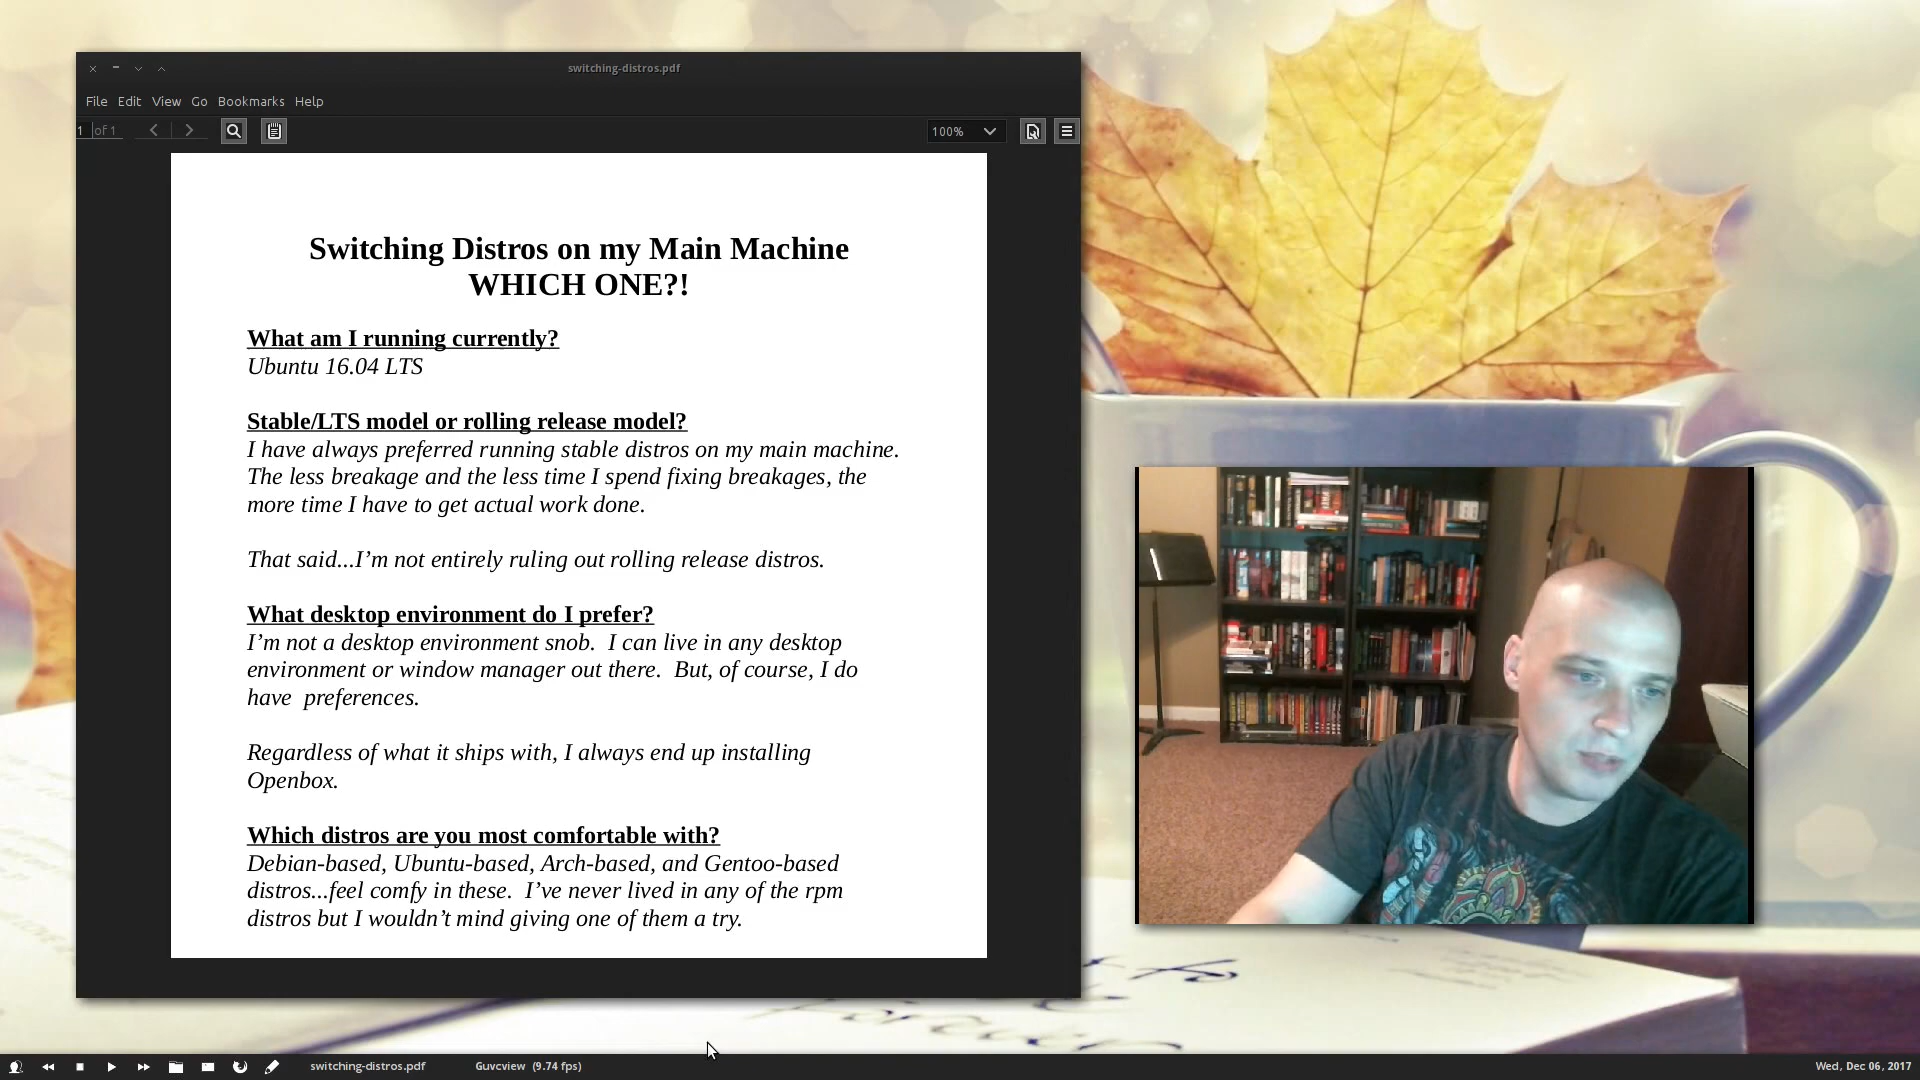 switching-distros.pdf
File Edit View Go Bookmarks Help
1 of 1
100%
Switching Distros on my Main Machine
WHICH ONE?!
What am I running currently?
Ubuntu 16.04 LTS
Stable/LTS model or rolling release model?
I have always preferred running stable distros on my main machine.
The less breakage and the less time I spend fixing breakages, the
more time I have to get actual work done.
That said...I’m not entirely ruling out rolling release distros.
What desktop environment do I prefer?
I’m not a desktop environment snob.  I can live in any desktop
environment or window manager out there.  But, of course, I do
have  preferences.
Regardless of what it ships with, I always end up installing
Openbox.
Which distros are you most comfortable with?
Debian-based, Ubuntu-based, Arch-based, and Gentoo-based
distros...feel comfy in these.  I’ve never lived in any of the rpm
distros but I wouldn’t mind giving one of them a try.
switching-distros.pdf
Guvcview (9.74 fps)
Wed, Dec 06, 2017